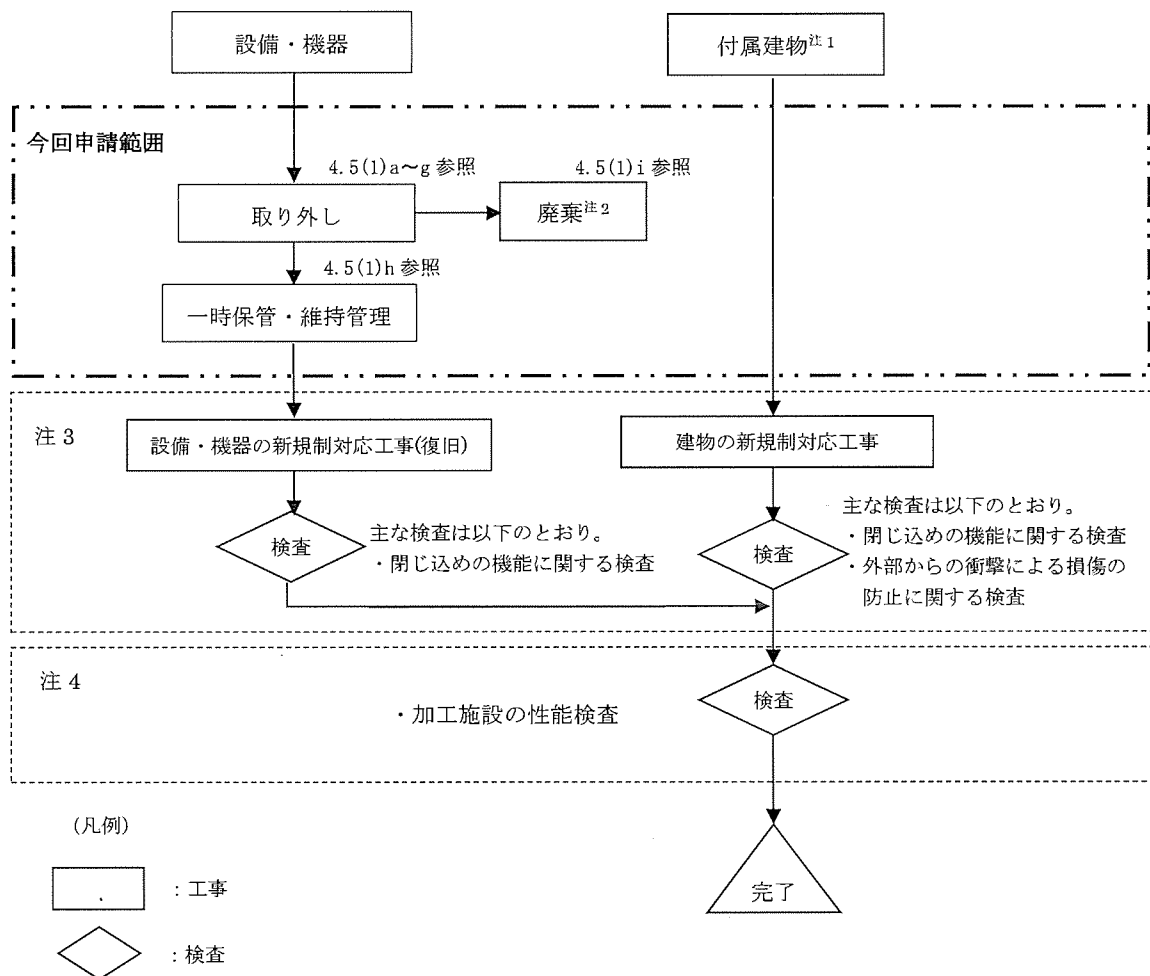 設備・機器
付属建物注1
今回申請範囲
4.5(1)a～g 参照
4.5(1)i 参照
取り外し
廃棄注2
4.5(1)h 参照
一時保管・維持管理
注3
設備・機器の新規制対応工事(復旧)
建物の新規制対応工事
検査
主な検査は以下のとおり。
・閉じ込めの機能に関する検査
検査
主な検査は以下のとおり。
・閉じ込めの機能に関する検査
・外部からの衝撃による損傷の
防止に関する検査
注4
・加工施設の性能検査
検査
(凡例)
：工事
：検査
完了